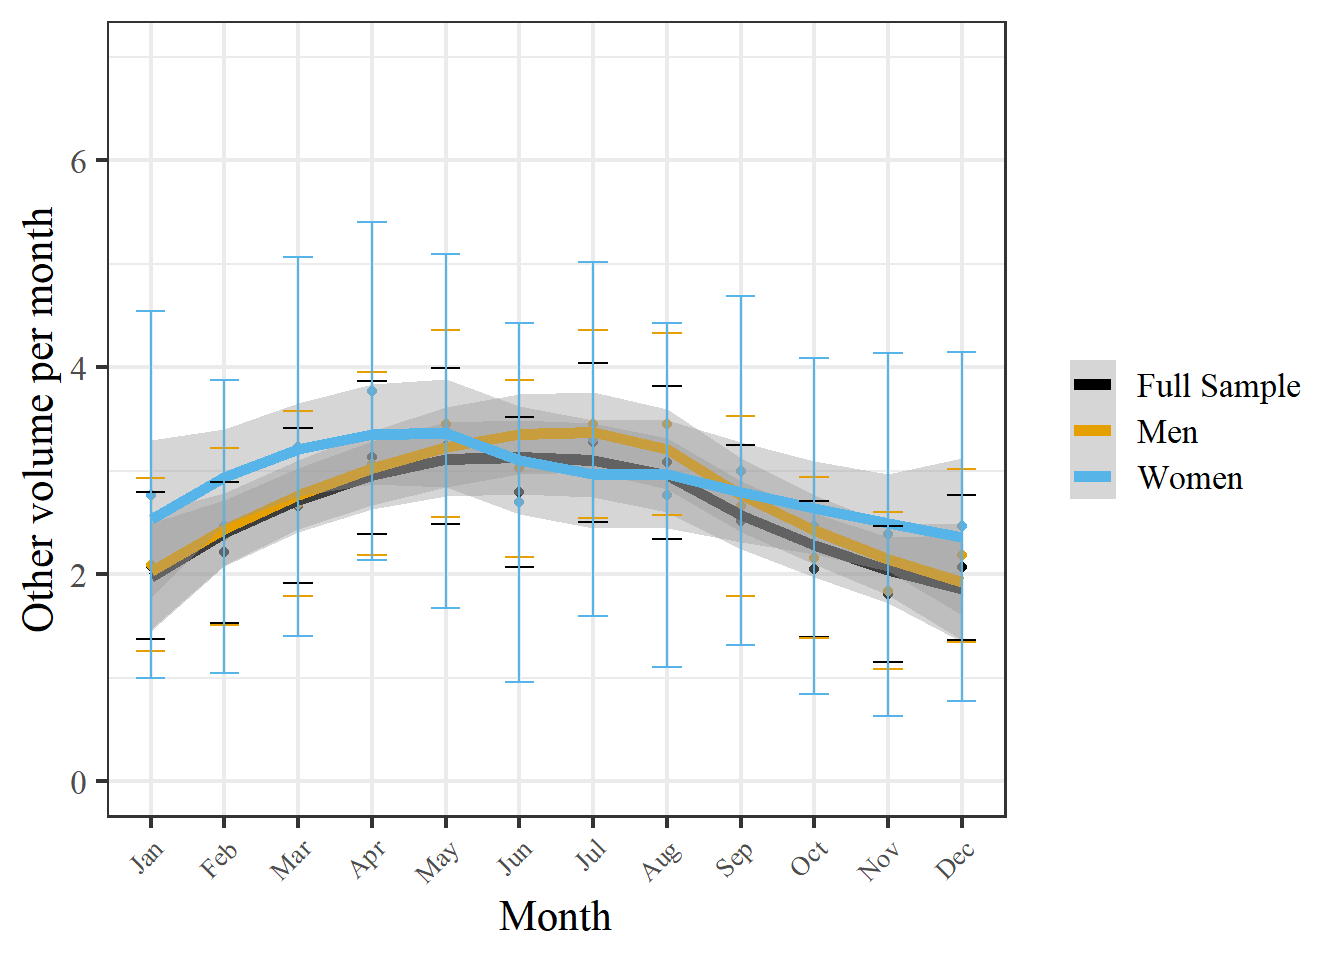 Other volume per month
6
4
2
0
Jan
Feb
Mar
Apr
May
Jun
Jul
Aug
Sep
Oct
Nov
Dec
Month
Full Sample
Men
Women